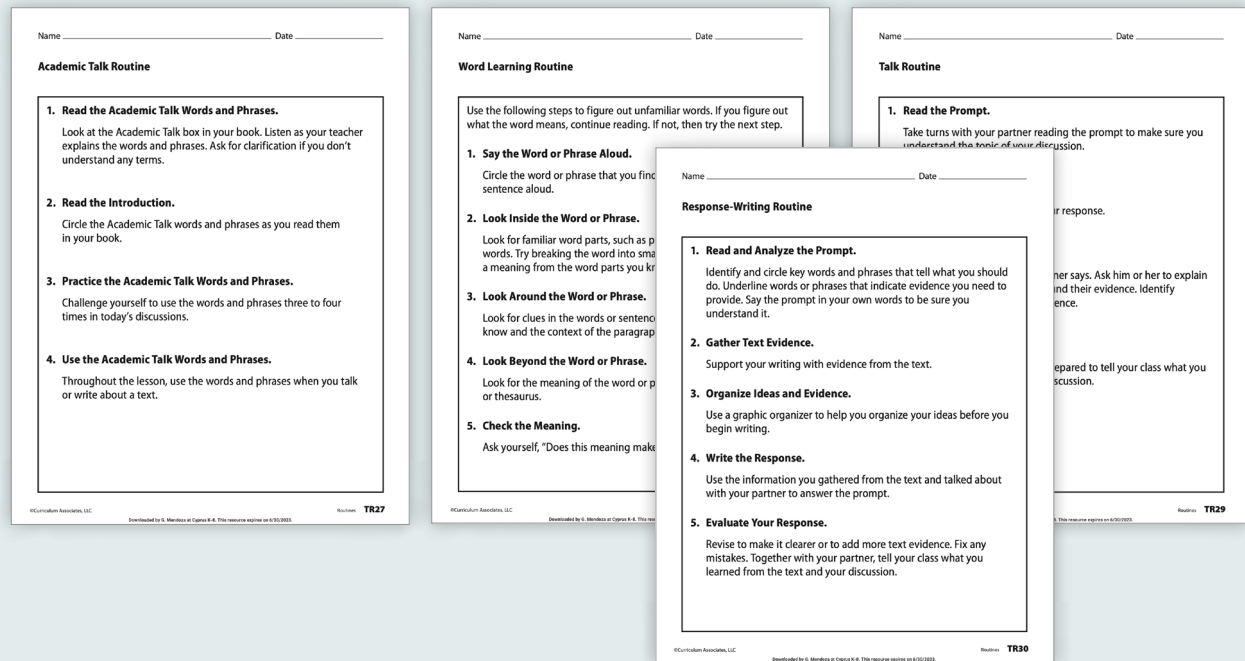 Name Date
Academic Talk Routine
1. Read the Academic Talk Words and Phrases.
Look at the Academic Talk box in your book. Listen as your teacher
explains the words and phrases. Ask for clarification if you don't
understand any terms.
2. Read the Introduction.
Circle the Academic Talk words and phrases as you read them
in your book.
3. Practice the Academic Talk Words and Phrases.
Challenge yourself to use the words and phrases three to four
times in today's discussions.
4. Use the Academic Talk Words and Phrases.
Throughout the lesson, use the words and phrases when you talk
or write about a text.
©Curriculum Associates, LLC Routines TR27
Downloaded by G. Mendoza at Cyprus K-8. This resource expires on 6/30/2023.
Name Date
Word Learning Routine
Use the following steps to figure out unfamiliar words. If you figure out
what the word means, continue reading. If not, then try the next step.
1. Say the Word or Phrase Aloud.
Circle the word or phrase that you find
sentence aloud.
2. Look Inside the Word or Phrase.
Look for familiar word parts, such as p
words. Try breaking the word into sma
a meaning from the word parts you kn
3. Look Around the Word or Phrase.
Look for clues in the words or sentenc
know and the context of the paragrap
4. Look Beyond the Word or Phrase.
Look for the meaning of the word or p
or thesaurus.
5. Check the Meaning.
Ask yourself, "Does this meaning make
©Curriculum Associates, LLC
Downloaded by G. Mendoza at Cyprus K-8. This reso
Name Date
Talk Routine
1. Read the Prompt.
Take turns with your partner reading the prompt to make sure you
understand the topic of your discussion.
r response.
ner says. Ask him or her to explain
nd their evidence. Identify
ence.
epared to tell your class what you
scussion.
Routines TR29
This resource expires on 6/30/2023.
Name Date
Response-Writing Routine
1. Read and Analyze the Prompt.
Identify and circle key words and phrases that tell what you should
do. Underline words or phrases that indicate evidence you need to
provide. Say the prompt in your own words to be sure you
understand it.
2. Gather Text Evidence.
Support your writing with evidence from the text.
3. Organize Ideas and Evidence.
Use a graphic organizer to help you organize your ideas before you
begin writing.
4. Write the Response.
Use the information you gathered from the text and talked about
with your partner to answer the prompt.
5. Evaluate Your Response.
Revise to make it clearer or to add more text evidence. Fix any
mistakes. Together with your partner, tell your class what you
learned from the text and your discussion.
©Curriculum Associates, LLC Routines TR30
Downloaded by G. Mendoza at Cyprus K-8. This resource expires on 6/30/2023.